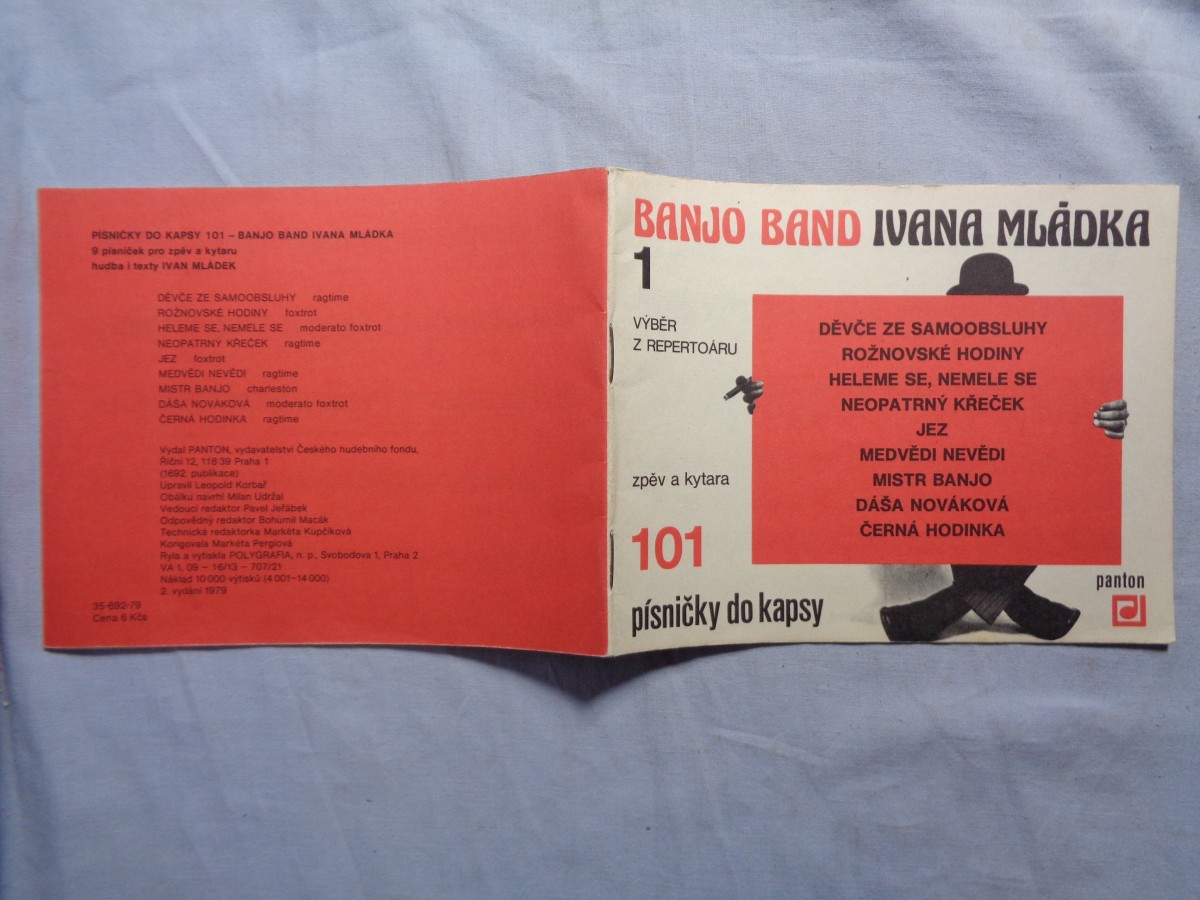 PÍSNIČKY DO KAPSY 101 – BANJO BAND IVANA MLÁDKA
9 písniček pro zpěv a kytaru
hudba i texty IVAN MLÁDEK
DĚVČE ZE SAMOOBSLUHY ragtime
ROŽNOVSKÉ HODINY foxtrot
HELEME SE, NEMELE SE moderato foxtrot
NEOPATRNÝ KŘEČEK ragtime
JEZ foxtrot
MEDVĚDI NEVĚDI ragtime
MISTR BANJO charleston
DÁŠA NOVÁKOVÁ moderato foxtrot
ČERNÁ HODINKA ragtime
Vydal PANTON, vydavatelství Českého hudebního fondu,
Říční 12, 118 39 Praha 1
(1692. publikace)
Upravil Leopold Korbař
Obálku navrhl Milan Udržal
Vedoucí redaktor Pavel Jeřábek
Odpovědný redaktor Bohumil Macák
Technická redaktorka Markéta Kupčíková
Korigovala Markéta Perglová
Ryla a vytiskla POLYGRAFIA, n. p., Svobodova 1, Praha 2
VA 1, 09 – 16/13 – 707/21
Náklad 10 000 výtisků (4 001–14 000)
2. vydání 1979
35-692-79
Cena 6 Kčs
BANJO BAND IVANA MLÁDKA
1
VÝBĚR
Z REPERTOÁRU
DĚVČE ZE SAMOOBSLUHY
ROŽNOVSKÉ HODINY
HELEME SE, NEMELE SE
NEOPATRNÝ KŘEČEK
JEZ
MEDVĚDI NEVĚDI
MISTR BANJO
DÁŠA NOVÁKOVÁ
ČERNÁ HODINKA
zpěv a kytara
101
písničky do kapsy
panton